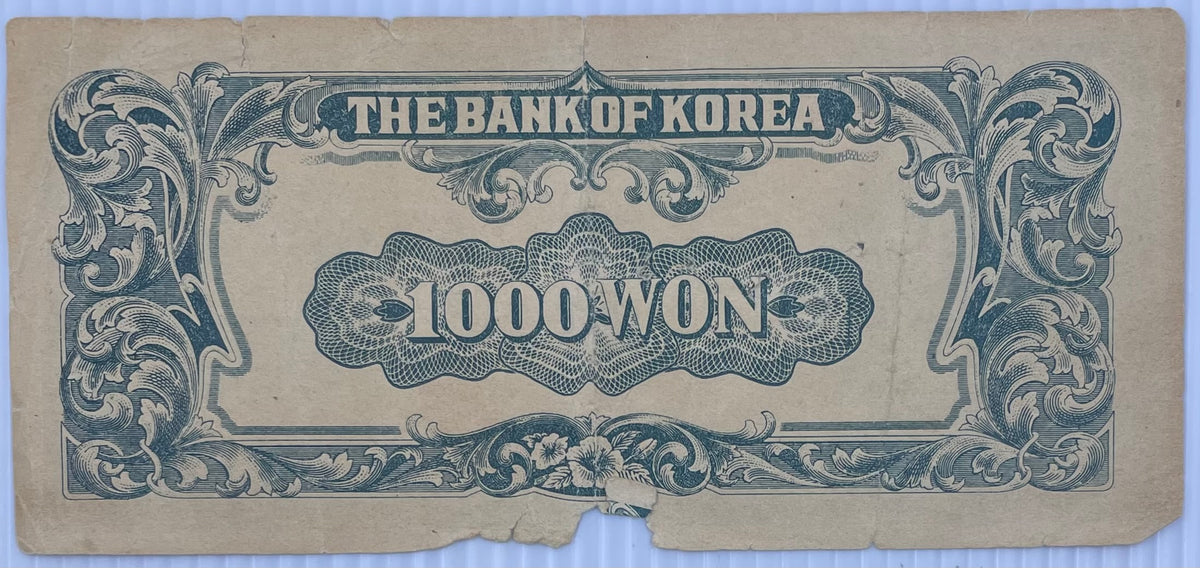 THE BANK OF KOREA
1000 WON